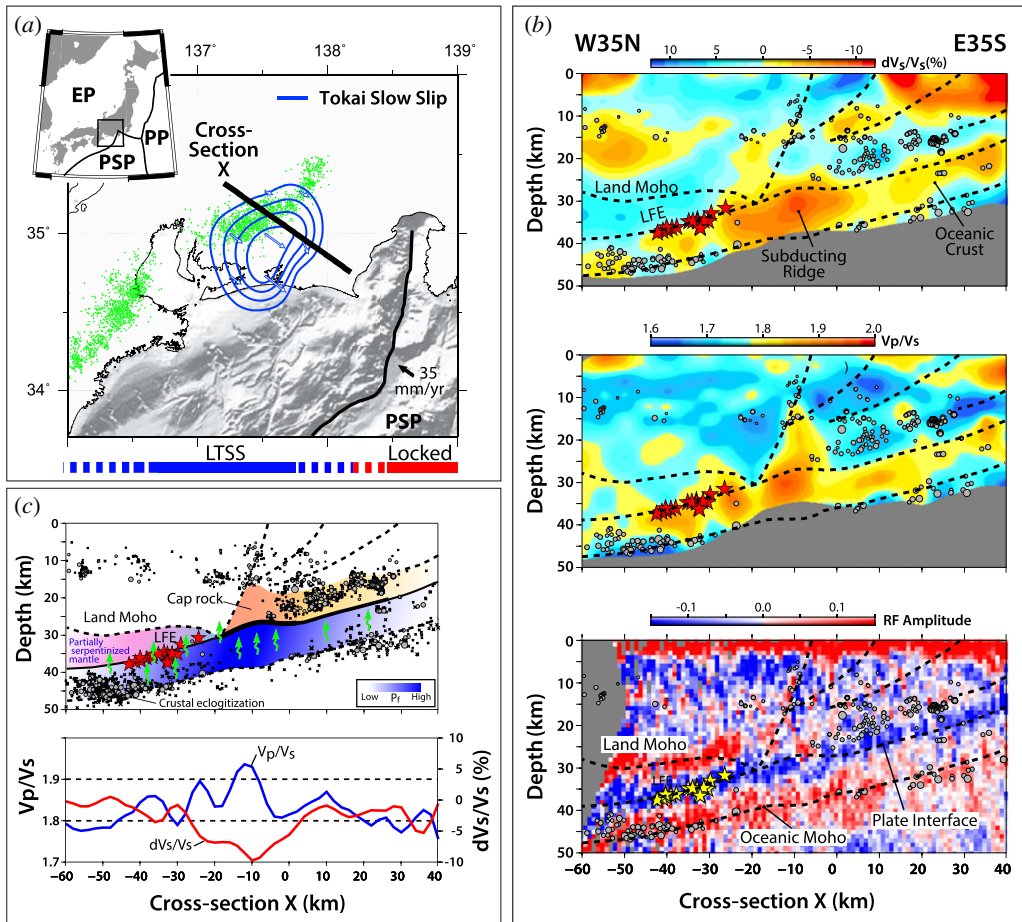 (a)
137°
138°
139°
EP
PP
PSP
Tokai Slow Slip
Cross-
Section
X
35°
34°
35
mm/yr
PSP
LTSS
Locked
(b)
W35N
E35S
10 5 0 -5 -10
dVs/Vs(%)
Depth (km)
0
10
20
30
40
50
Land Moho
LFE
Subducting
Ridge
Oceanic
Crust
1.6 1.7 1.8 1.9 2.0
Vp/Vs
Depth (km)
0
10
20
30
40
50
-0.1 0.0 0.1
RF Amplitude
Depth (km)
0
10
20
30
40
50
Land Moho
LFE
Plate Interface
Oceanic Moho
−60 −50 −40 −30 −20 −10 0 10 20 30 40
Cross-section X (km)
(c)
Depth (km)
0
10
20
30
40
50
Cap rock
Land Moho
LFE
Partially
serpentinized
mantle
Crustal eclogitization
Low Pf High
Vp/Vs
1.9
1.8
1.7
Vp/Vs
dVs/Vs
10
5
0
−5
−10
dVs/Vs (%)
−60 −50 −40 −30 −20 −10 0 10 20 30 40
Cross-section X (km)